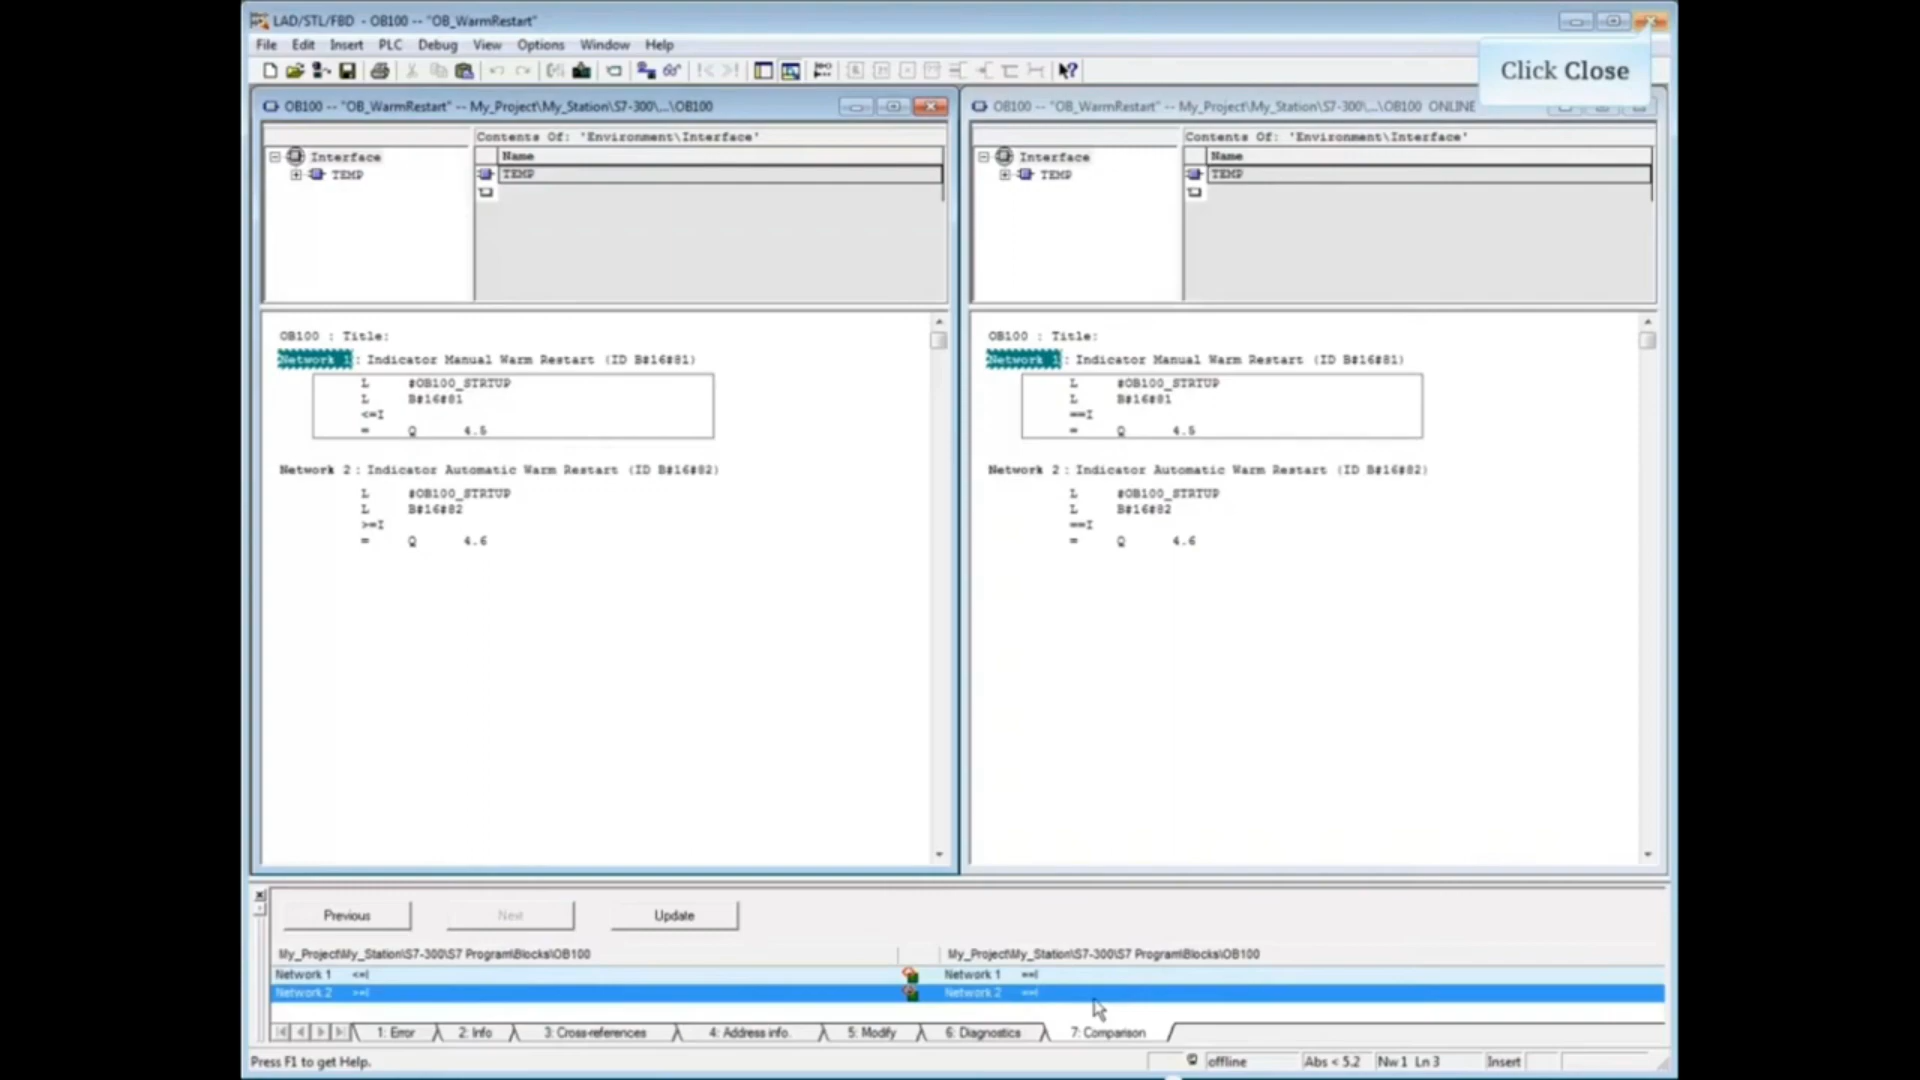 LAD/STL/FBD - OB100 -- "OB_WarmRestart"
File Edit Insert PLC Debug View Options Window Help
Click Close
OB100 -- "OB_WarmRestart" -- My_Project\My_Station\S7-300\...\OB100
Contents Of: 'Environment\Interface'
Interface
TEMP
Name
TEMP
OB100 : Title:
Network 1 : Indicator Manual Warm Restart (ID B#16#81)
L #OB100_STRTUP
L B#16#81
<=I
= Q 4.5
Network 2 : Indicator Automatic Warm Restart (ID B#16#82)
L #OB100_STRTUP
L B#16#82
>=I
= Q 4.6
OB100 -- "OB_WarmRestart" -- My_Project\My_Station\S7-300\...\OB100 ONLINE
Contents Of: 'Environment\Interface'
Interface
TEMP
Name
TEMP
OB100 : Title:
Network 1 : Indicator Manual Warm Restart (ID B#16#81)
L #OB100_STRTUP
L B#16#81
==I
= Q 4.5
Network 2 : Indicator Automatic Warm Restart (ID B#16#82)
L #OB100_STRTUP
L B#16#82
==I
= Q 4.6
Previous Next Update
My_Project\My_Station\S7-300\S7 Program\Blocks\OB100 My_Project\My_Station\S7-300\S7 Program\Blocks\OB100
Network 1 <=I Network 1 ==I
Network 2 >=I Network 2 ==I
1: Error 2: Info 3: Cross-references 4: Address info. 5: Modify 6: Diagnostics 7: Comparison
Press F1 to get Help. offline Abs < 5.2 Nw 1 Ln 3 Insert